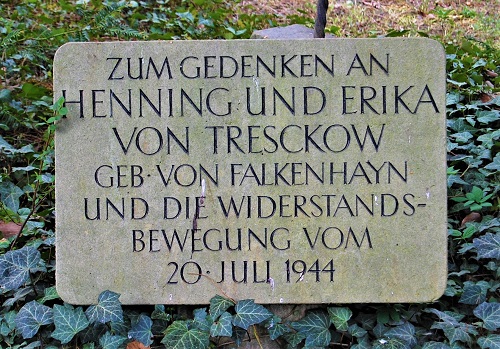 ZUM GEDENKEN AN
HENNING UND ERIKA
VON TRESCKOW
GEB·VON FALKENHAYN
UND DIE WIDERSTANDS-
BEWEGUNG VOM
20·JULI 1944